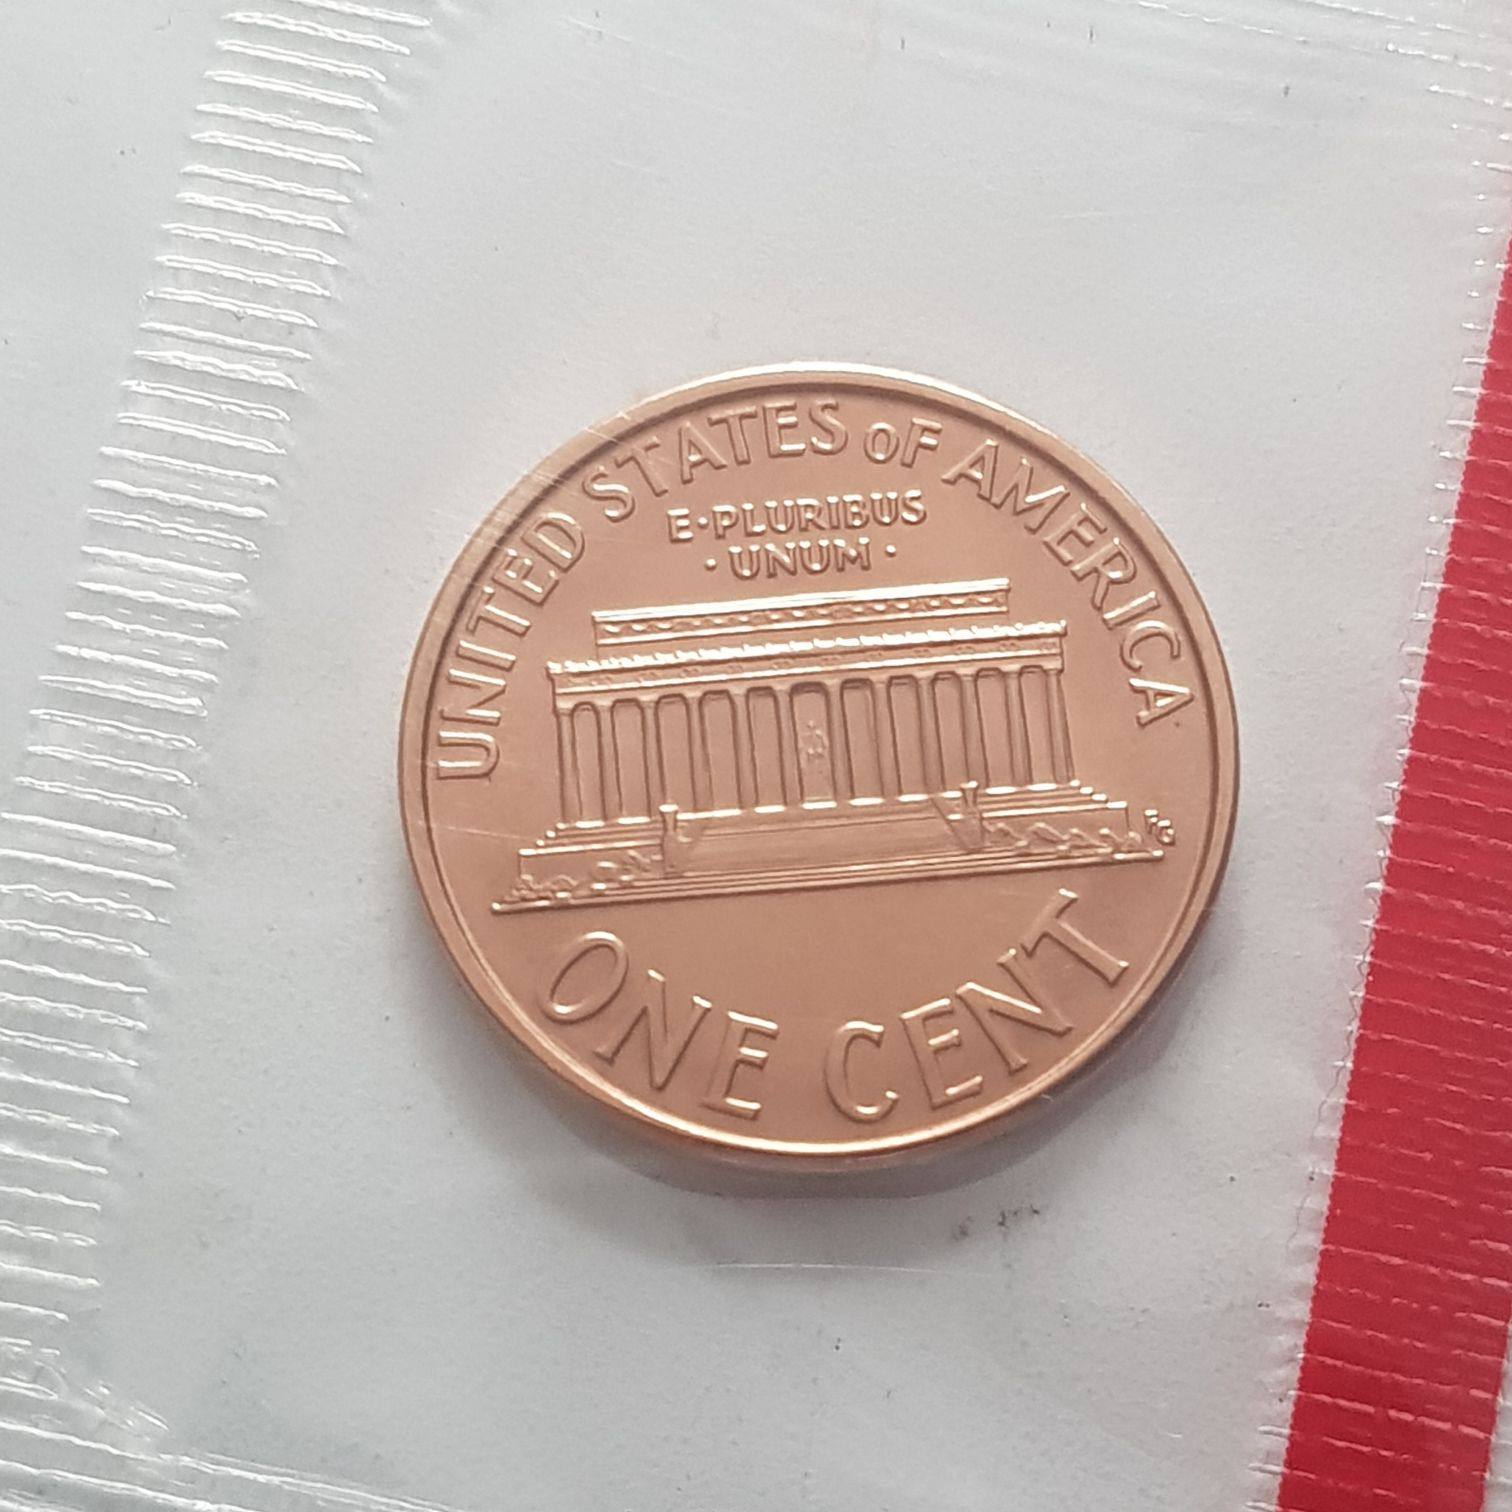 UNITED STATES OF AMERICA
E·PLURIBUS
·UNUM·
FG
ONE CENT